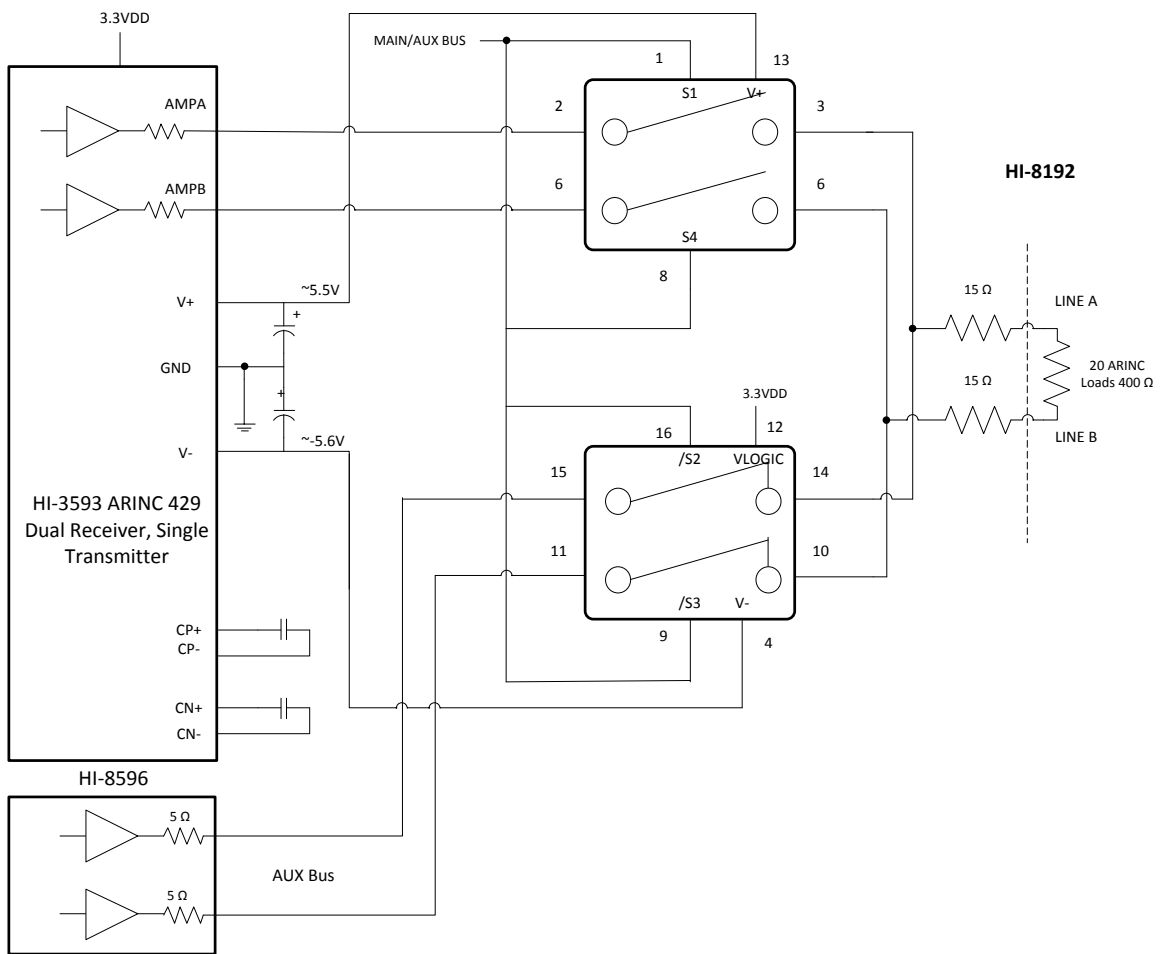 3.3VDD
MAIN/AUX BUS
1
13
S1
V+
2
3
AMPA
6
6
AMPB
S4
8
HI-8192
V+
~5.5V
GND
V-
~-5.6V
15 Ω
LINE A
15 Ω
20 ARINC
Loads 400 Ω
LINE B
3.3VDD
16
12
/S2
VLOGIC
15
14
11
10
/S3
V-
9
4
HI-3593 ARINC 429
Dual Receiver, Single
Transmitter
CP+
CP-
CN+
CN-
HI-8596
5 Ω
5 Ω
AUX Bus